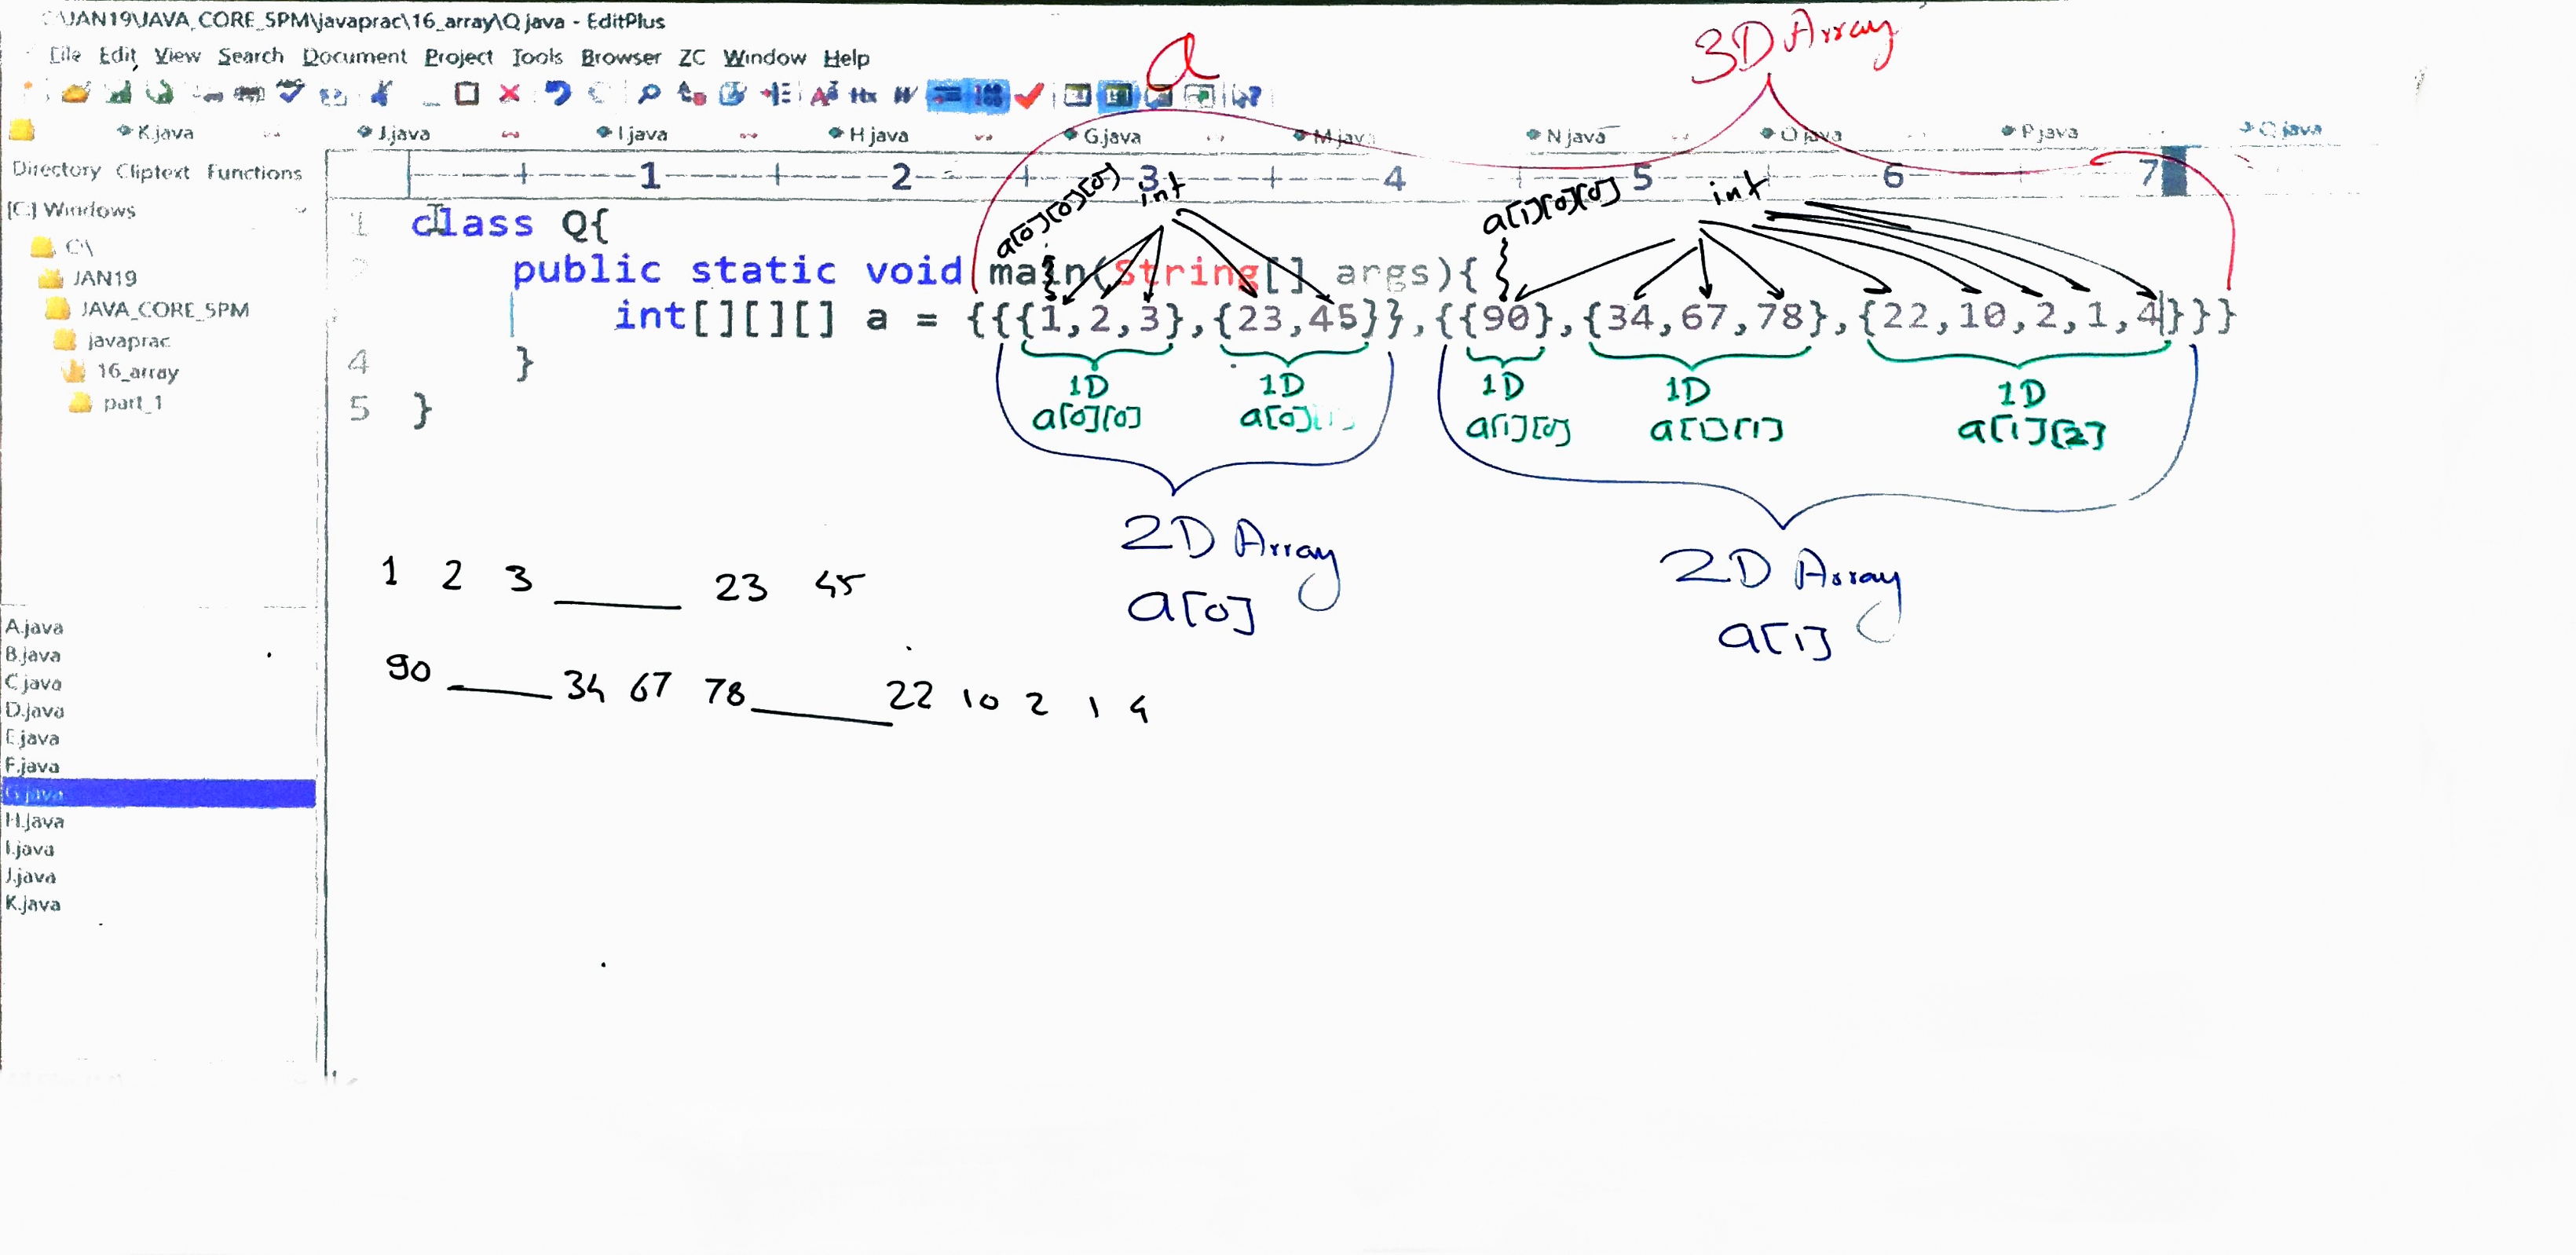 \JAN19\JAVA_CORE_5PM\javaprac\16_array\Q java - EditPlus
File Edit View Search Document Project Tools Browser ZC Window Help
K.java J.java I.java H java G.java M.java N java O java P java Q java
Directory Cliptext Functions
[C:] Windows
C:\
JAN19
JAVA_CORE_5PM
javaprac
16_array
part_1
A.java
B.java
C java
D.java
E.java
F.java
G.java
H.java
I.java
J.java
K.java
a
3D Array
1 2 3 4 5 6 7
a[0][0][0] int a[1][0][0] int
1 class Q{
2 public static void main(String[] args){
int[][][] a = {{{1,2,3},{23,45}},{{90},{34,67,78},{22,10,2,1,4}}}
4 }
5 }
1D 1D 1D 1D 1D
a[0][0] a[0][1] a[1][0] a[1][1] a[1][2]
2D Array 2D Array
a[0] a[1]
1 2 3 ____ 23 45
90 ____ 34 67 78 ____ 22 10 2 1 4